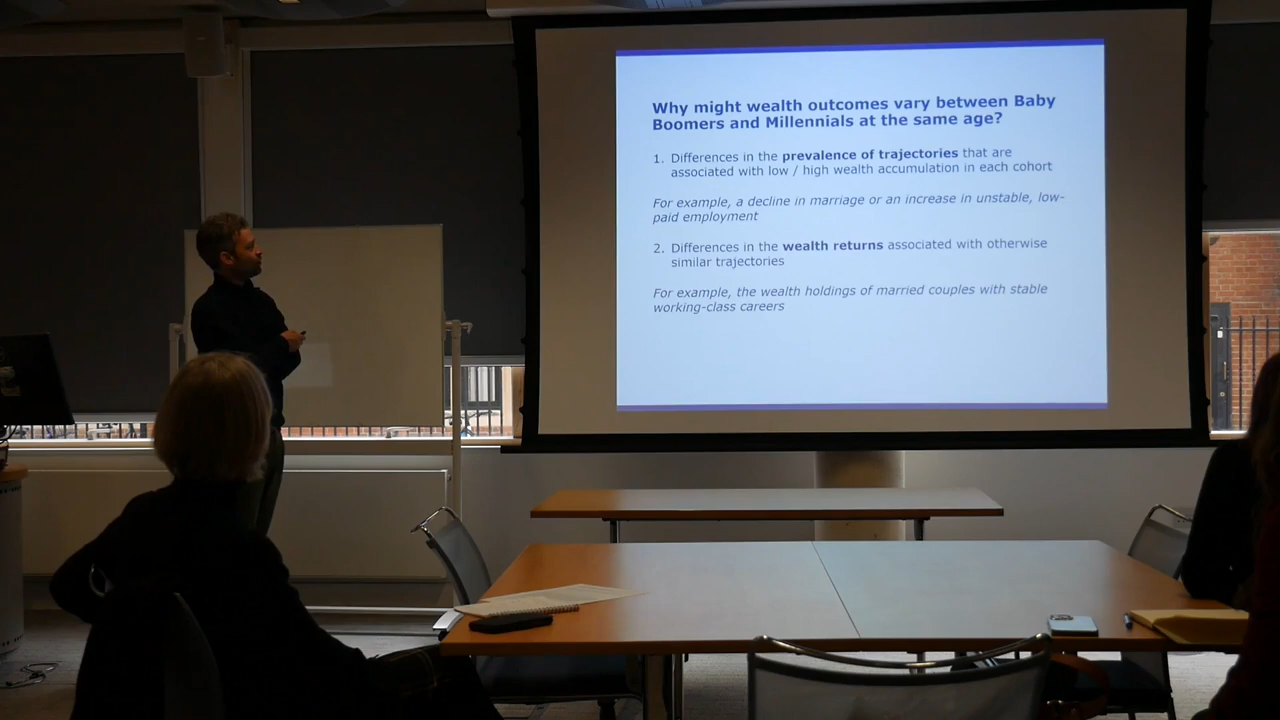 Why might wealth outcomes vary between Baby
Boomers and Millennials at the same age?
1. Differences in the prevalence of trajectories that are
associated with low / high wealth accumulation in each cohort
For example, a decline in marriage or an increase in unstable, low-
paid employment
2. Differences in the wealth returns associated with otherwise
similar trajectories
For example, the wealth holdings of married couples with stable
working-class careers